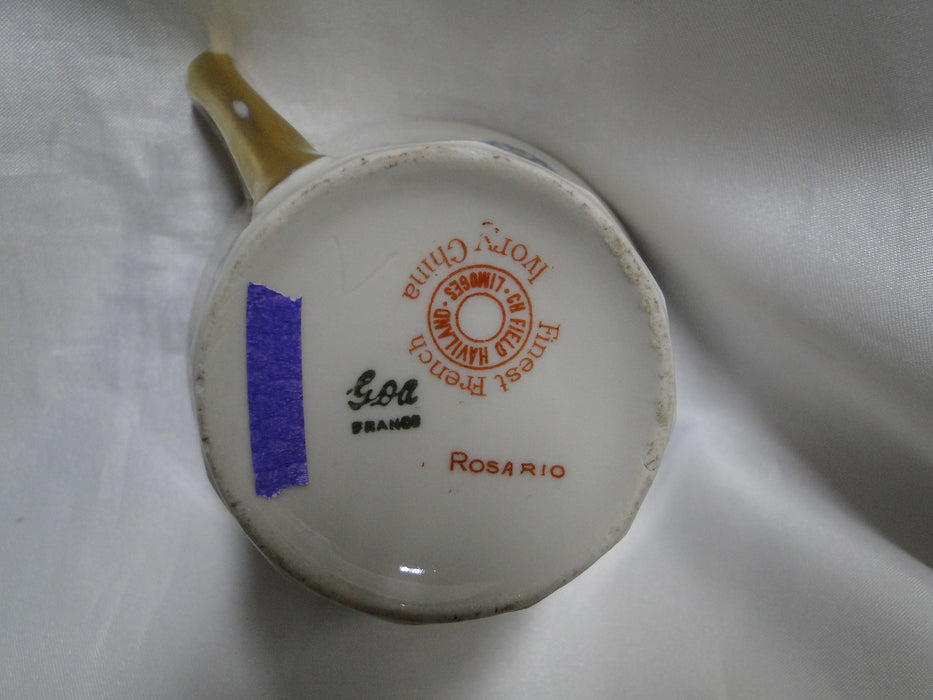 Finest French
Ivory China
CH FIELD HAVILAND · LIMOGES ·
GDA
FRANCE
ROSARIO